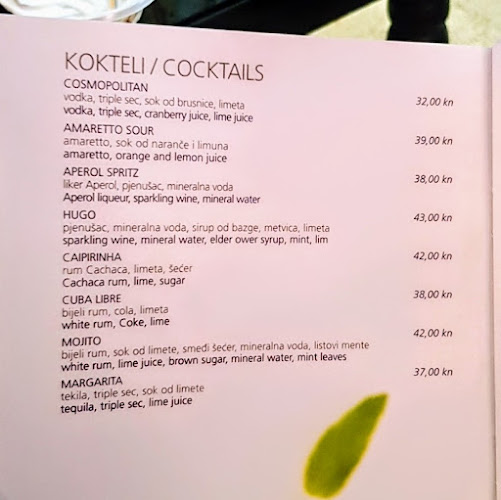 KOKTELI / COCKTAILS
COSMOPOLITAN 32,00 kn
vodka, triple sec, sok od brusnice, limeta
vodka, triple sec, cranberry juice, lime juice
AMARETTO SOUR 39,00 kn
amaretto, sok od naranče i limuna
amaretto, orange and lemon juice
APEROL SPRITZ 38,00 kn
liker Aperol, pjenušac, mineralna voda
Aperol liqueur, sparkling wine, mineral water
HUGO 43,00 kn
pjenušac, mineralna voda, sirup od bazge, metvica, limeta
sparkling wine, mineral water, elder ower syrup, mint, lim
CAIPIRINHA 42,00 kn
rum Cachaca, limeta, šećer
Cachaca rum, lime, sugar
CUBA LIBRE 38,00 kn
bijeli rum, cola, limeta
white rum, Coke, lime
MOJITO 42,00 kn
bijeli rum, sok od limete, smeđi šećer, mineralna voda, listovi mente
white rum, lime juice, brown sugar, mineral water, mint leaves
MARGARITA 37,00 kn
tekila, triple sec, sok od limete
tequila, triple sec, lime juice